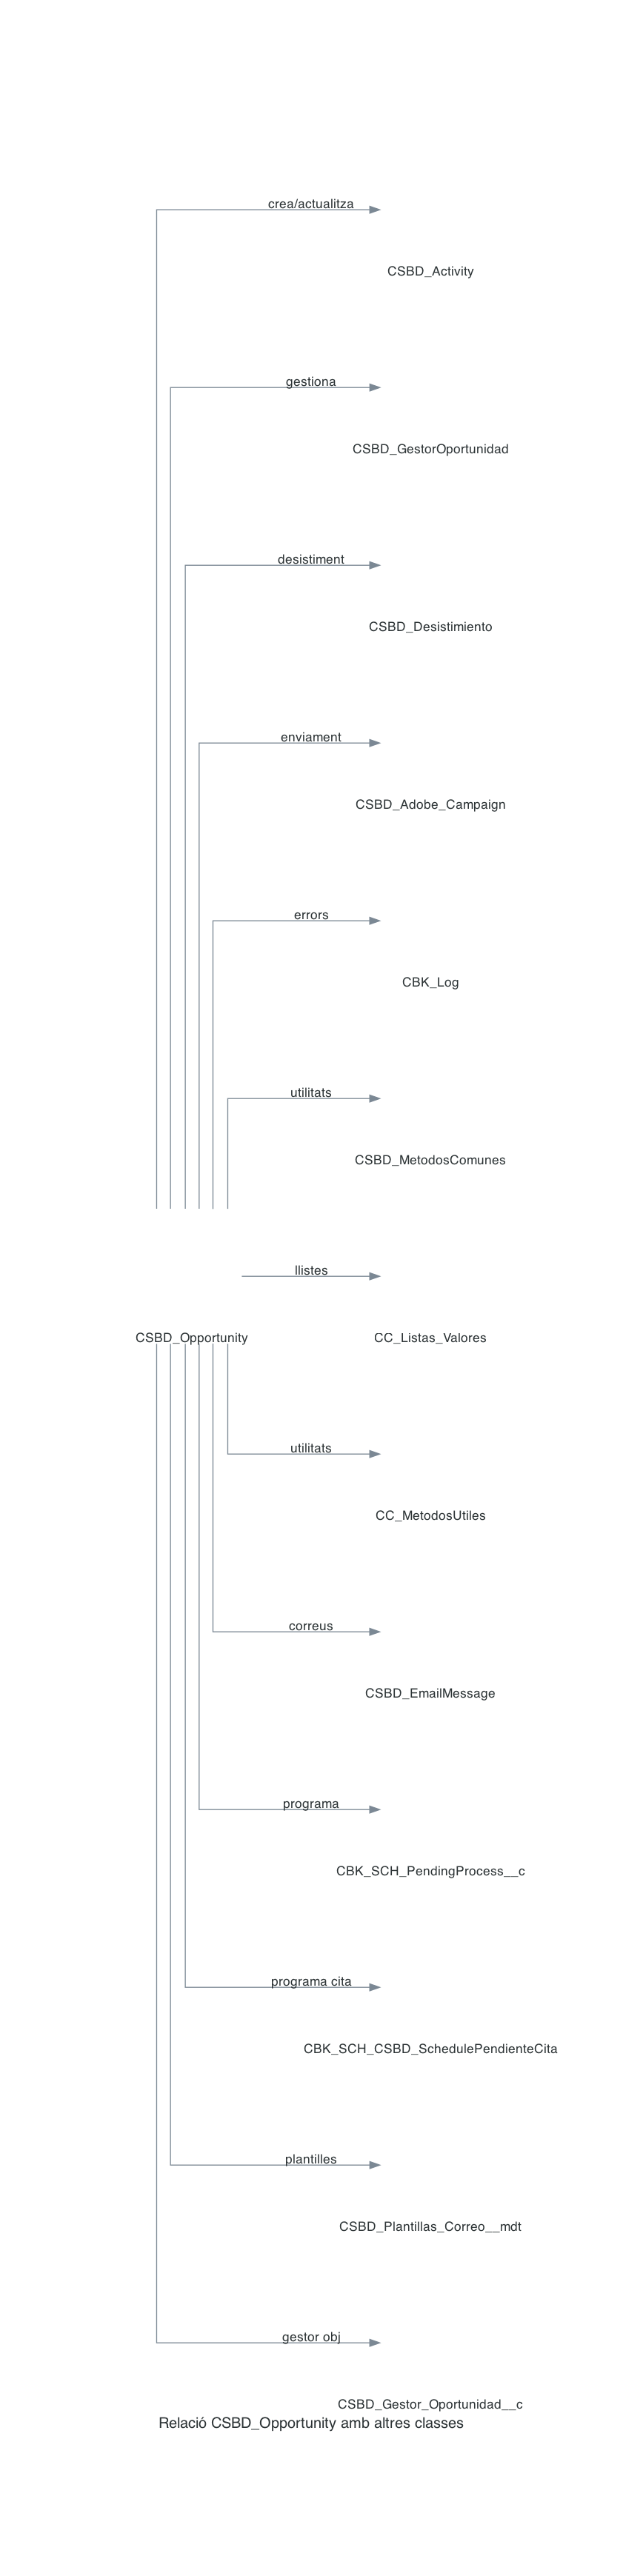 crea/actualitza
CSBD_Activity
gestiona
CSBD_GestorOportunidad
desistiment
CSBD_Desistimiento
enviament
CSBD_Adobe_Campaign
errors
CBK_Log
utilitats
CSBD_MetodosComunes
llistes
CSBD_Opportunity
CC_Listas_Valores
utilitats
CC_MetodosUtiles
correus
CSBD_EmailMessage
programa
CBK_SCH_PendingProcess__c
programa cita
CBK_SCH_CSBD_SchedulePendienteCita
plantilles
CSBD_Plantillas_Correo__mdt
gestor obj
CSBD_Gestor_Oportunidad__c
Relació CSBD_Opportunity amb altres classes